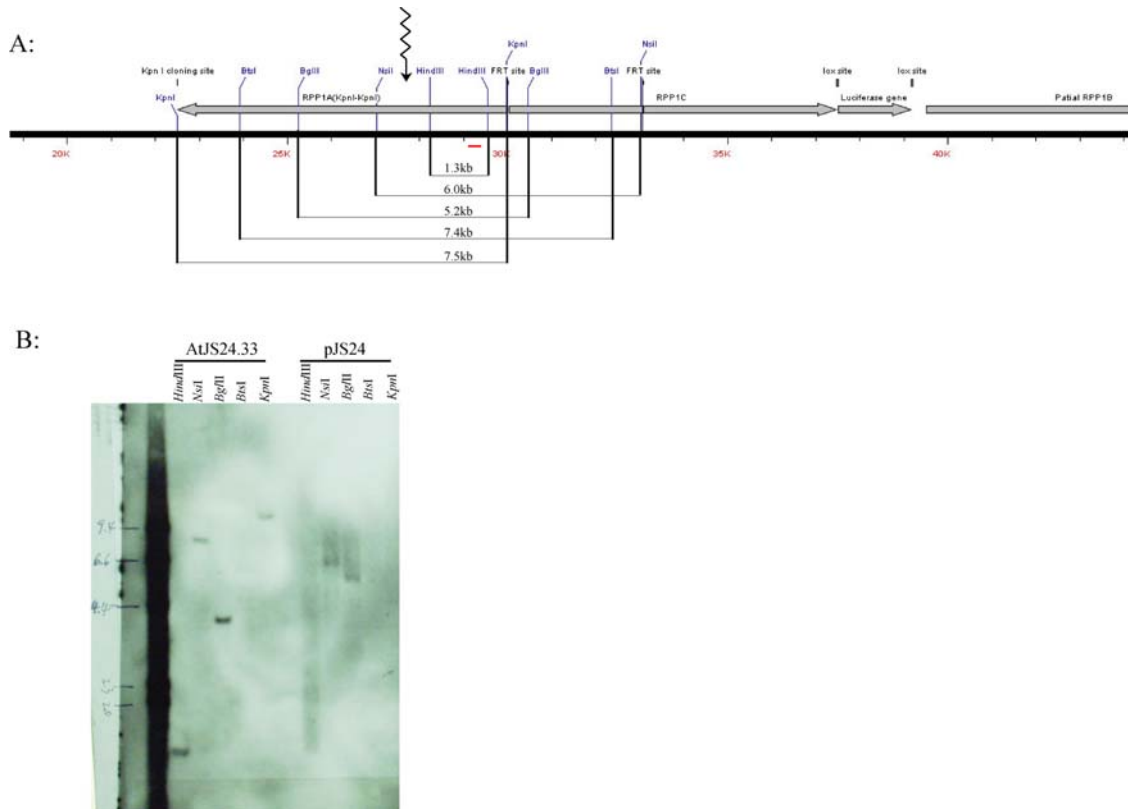 A:
KpnI NsiI
Kpn I cloning site BtsI BglII NsiI HindIII HindIII FRT site BglII BtsI FRT site lox site lox site
KpnI RPP1A(KpnI-KpnI) RPP1C Luciferase gene Patial RPP1B
20K 25K 30K 35K 40K
1.3kb
6.0kb
5.2kb
7.4kb
7.5kb
B:
AtJS24.33 pJS24
HindIII NsiI BglII BtsI KpnI HindIII NsiI BglII BtsI KpnI
9.4
6.6
4.4